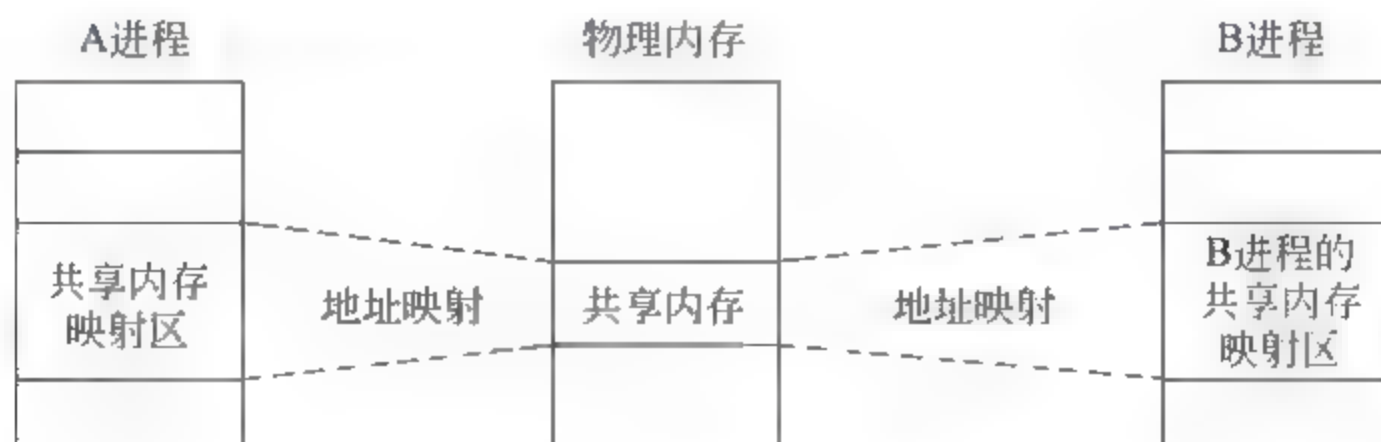 A进程
物理内存
B进程
共享内存
映射区
地址映射
共享内存
地址映射
B进程的
共享内存
映射区